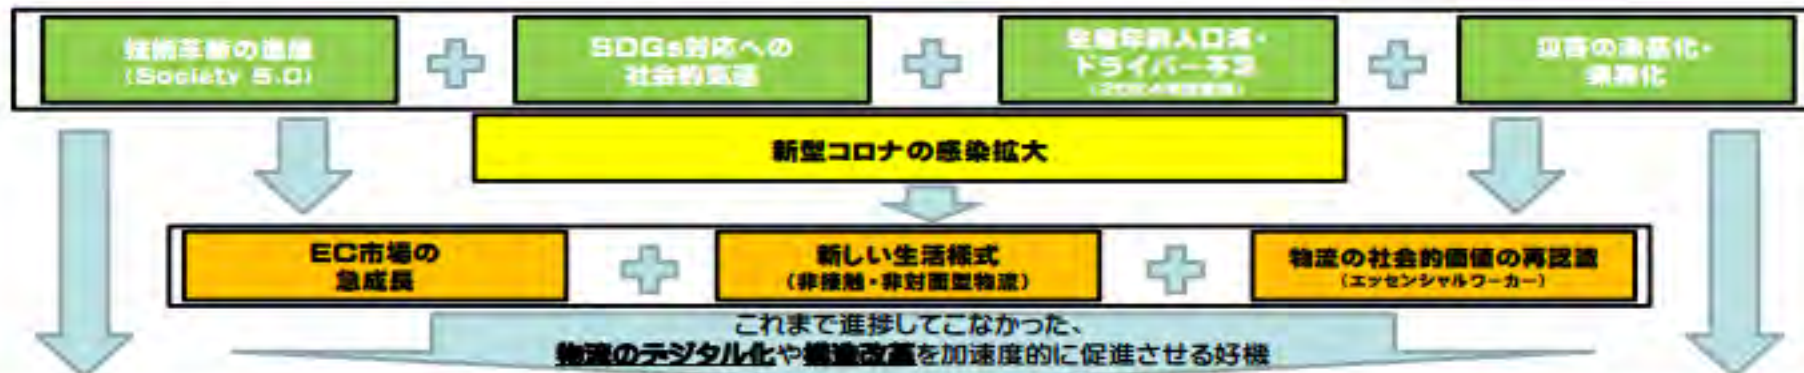 技術革新の進展
(Society 5.0)
SDGs対応への
社会的気運
生産年齢人口減・
ドライバー不足
災害の激甚化・
頻発化
新型コロナの感染拡大
EC市場の
急成長
新しい生活様式
(非接触・非対面型物流)
物流の社会的価値の再認識
(エッセンシャルワーカー)
これまで進捗してこなかった、
物流のデジタル化や構造改革を加速度的に促進させる好機